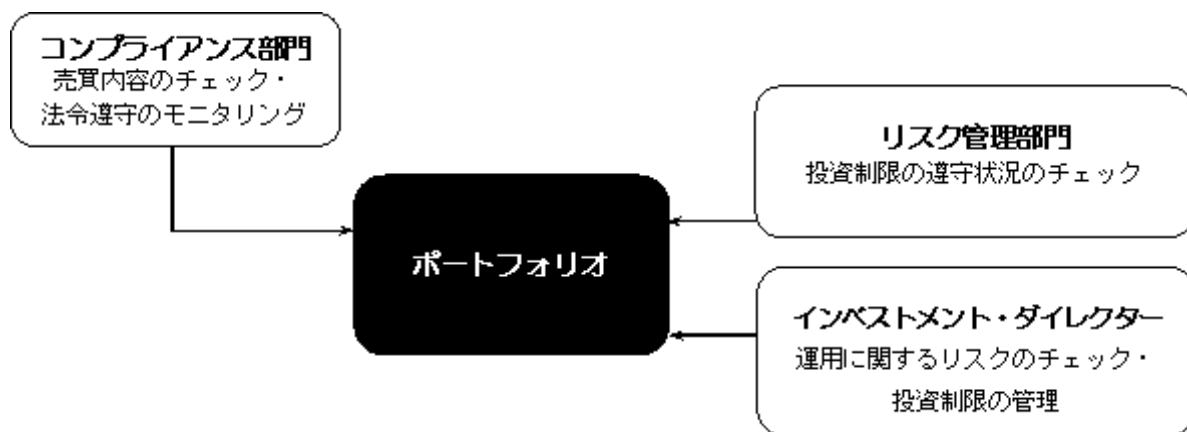 コンプライアンス部門
売買内容のチェック・
法令遵守のモニタリング
リスク管理部門
投資制限の遵守状況のチェック
ポートフォリオ
インベストメント・ダイレクター
運用に関するリスクのチェック・
投資制限の管理